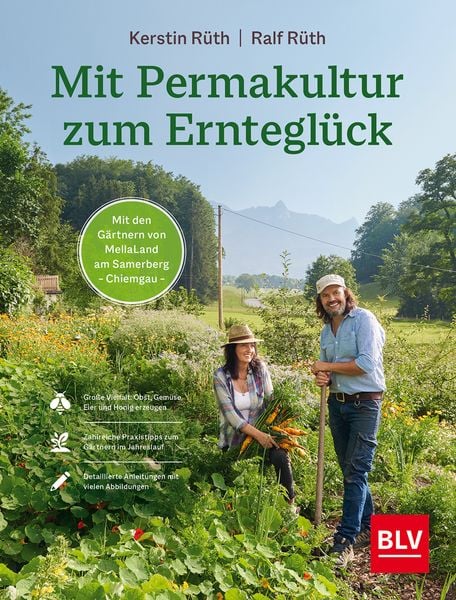 Kerstin Rüth | Ralf Rüth
Mit Permakultur
zum Ernteglück
Mit den
Gärtnern von
MellaLand
am Samerberg
– Chiemgau –
Große Vielfalt: Obst, Gemüse,
Eier und Honig erzeugen
Zahlreiche Praxistipps zum
Gärtnern im Jahreslauf
Detaillierte Anleitungen mit
vielen Abbildungen
BLV